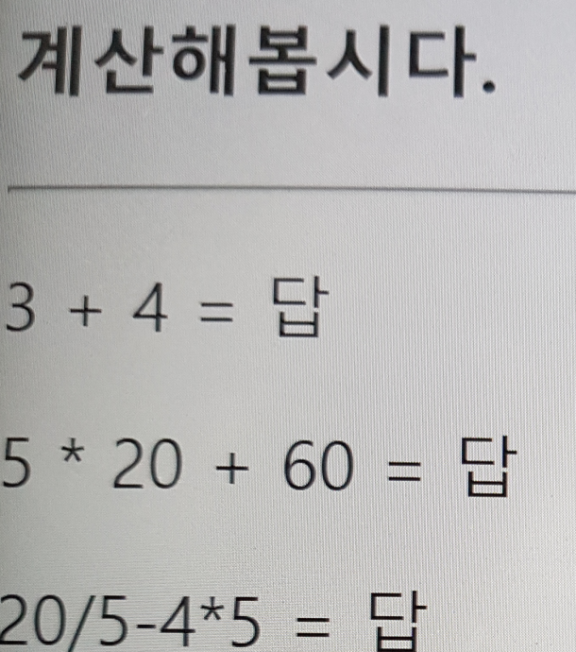 계산해봅시다.
3 + 4 = 답
5 * 20 + 60 = 답
20/5-4*5 = 답